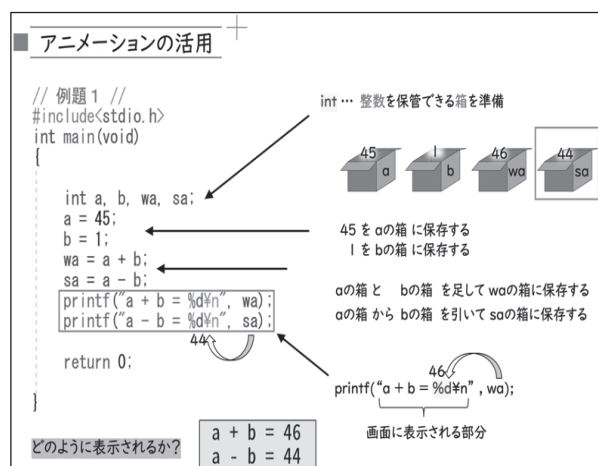 アニメーションの活用
// 例題１ //
#include<stdio.h>
int main(void)
{
int a, b, wa, sa;
a = 45;
b = 1;
wa = a + b;
sa = a - b;
printf("a + b = %d¥n", wa);
printf("a - b = %d¥n", sa);
44
return 0;
}
どのように表示されるか?
a + b = 46
a - b = 44
int … 整数を保管できる箱を準備
45 1 46 44
a b wa sa
45 を aの箱 に保存する
1 を bの箱 に保存する
aの箱 と bの箱 を足して waの箱に保存する
aの箱 から bの箱 を引いて saの箱に保存する
46
printf("a + b = %d¥n" , wa);
画面に表示される部分